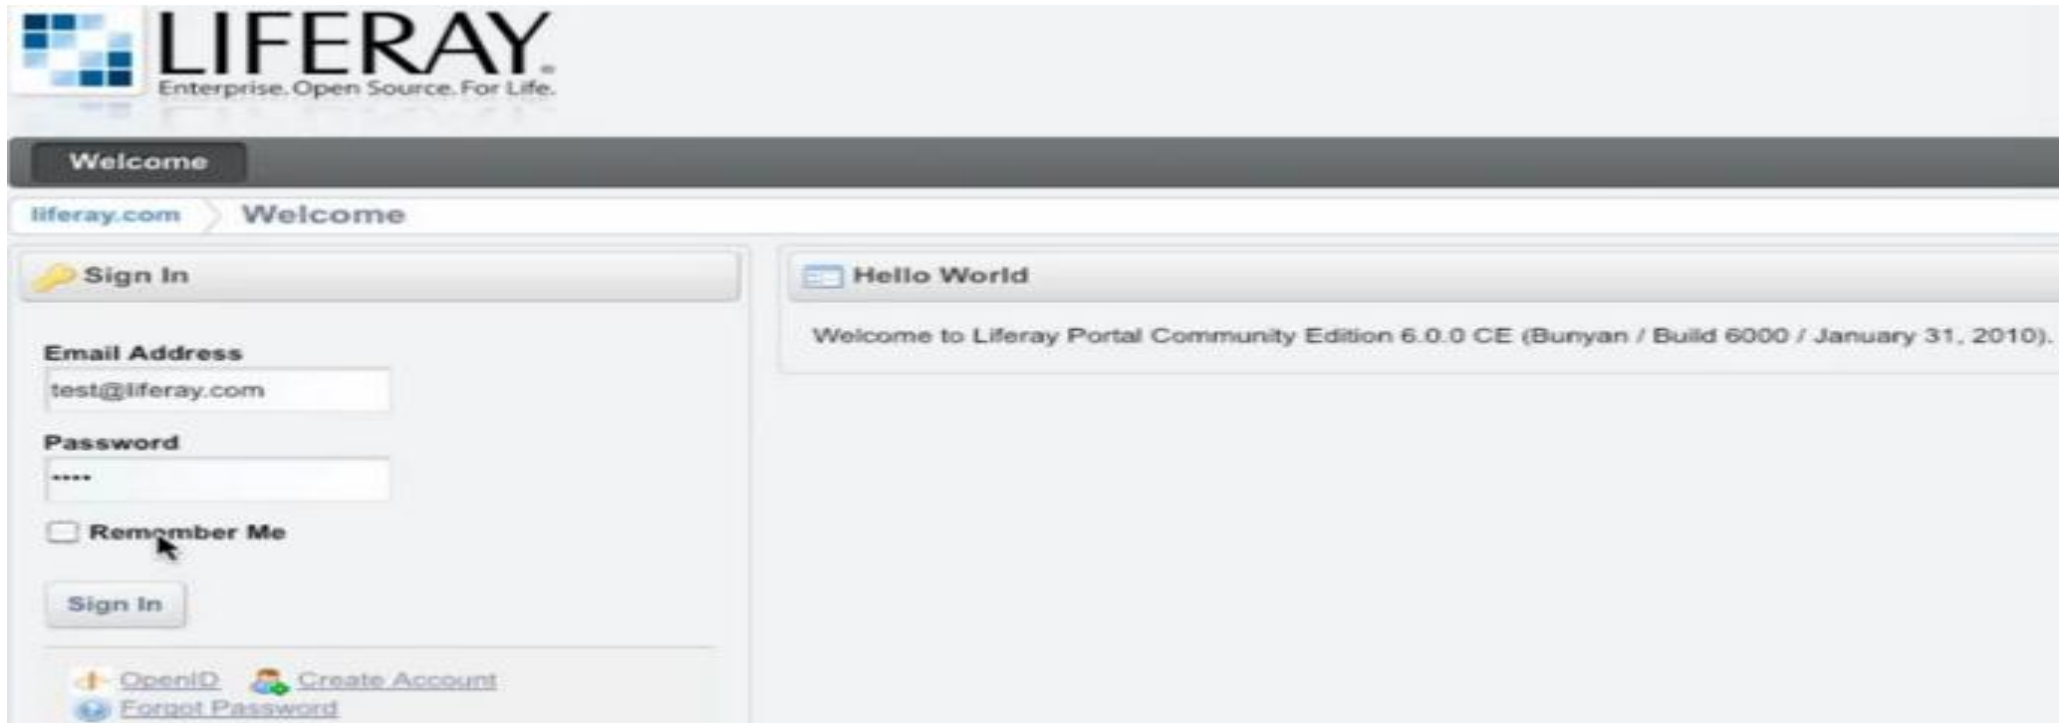 LIFERAY.
Enterprise. Open Source. For Life.
Welcome
liferay.com Welcome
Sign In
Email Address
test@liferay.com
Password
••••
Remember Me
Sign In
OpenID Create Account
Forgot Password
Hello World
Welcome to Liferay Portal Community Edition 6.0.0 CE (Bunyan / Build 6000 / January 31, 2010).